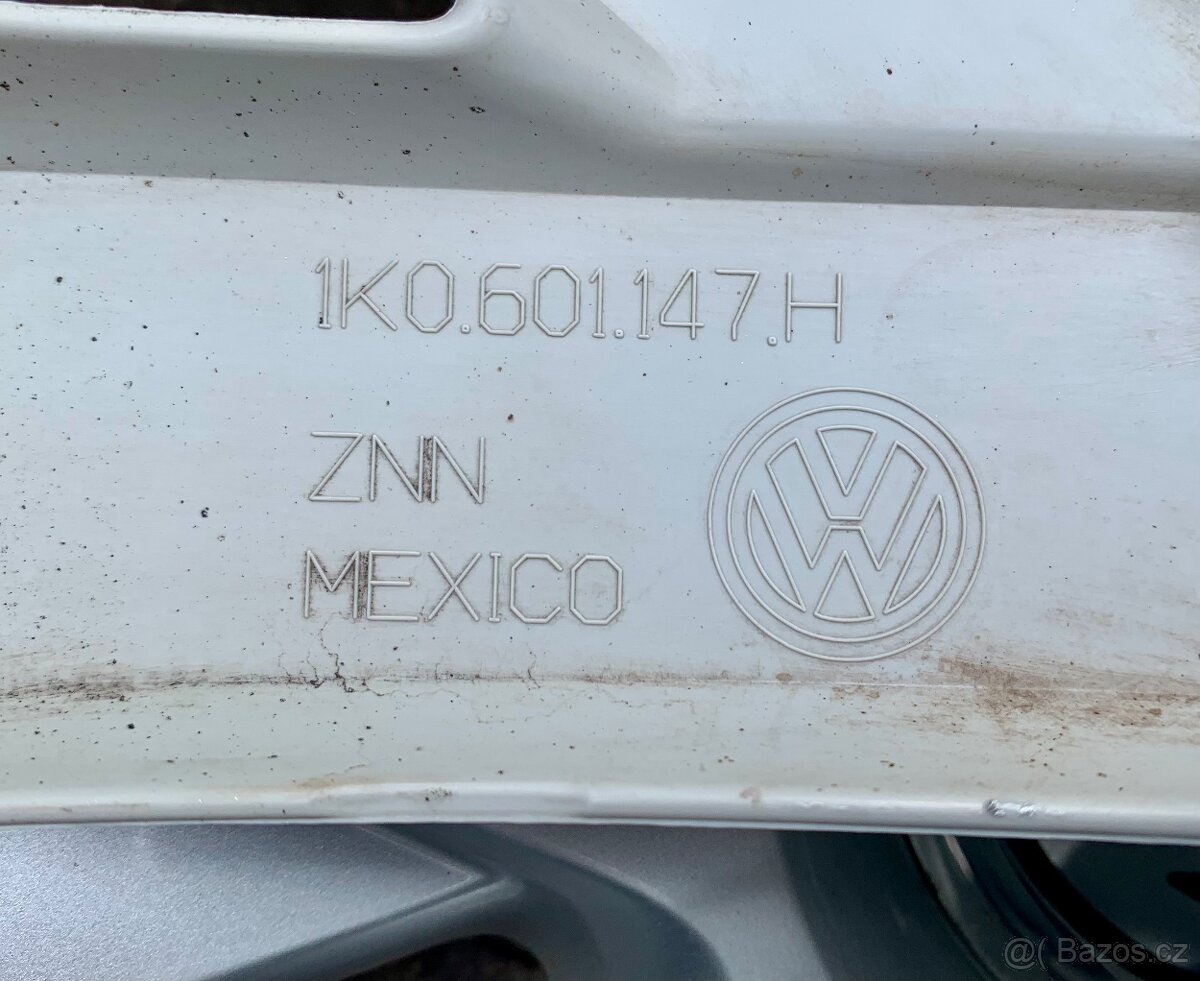 1K0.601.147.H
ZNN
MEXICO
@( Bazos.cz